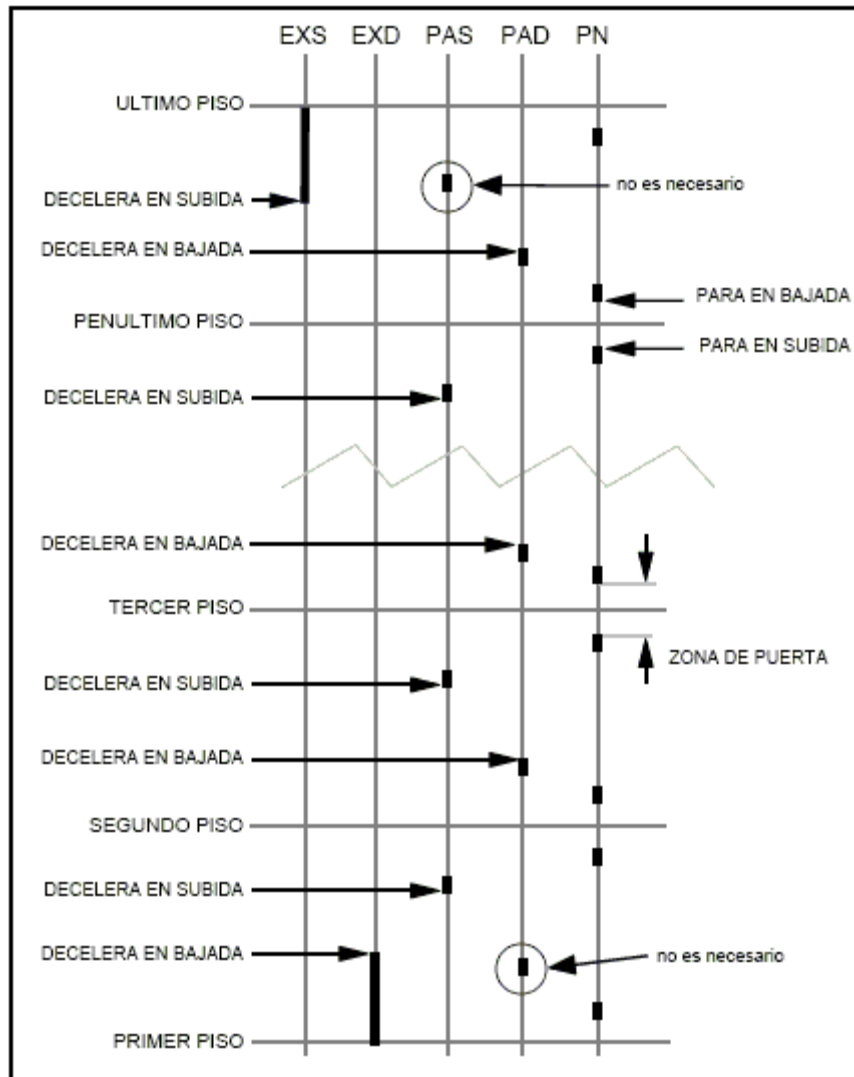 EXS EXD PAS PAD PN
ULTIMO PISO
no es necesario
DECELERA EN SUBIDA
DECELERA EN BAJADA
PARA EN BAJADA
PENULTIMO PISO
PARA EN SUBIDA
DECELERA EN SUBIDA
DECELERA EN BAJADA
TERCER PISO
ZONA DE PUERTA
DECELERA EN SUBIDA
DECELERA EN BAJADA
SEGUNDO PISO
DECELERA EN SUBIDA
DECELERA EN BAJADA
no es necesario
PRIMER PISO